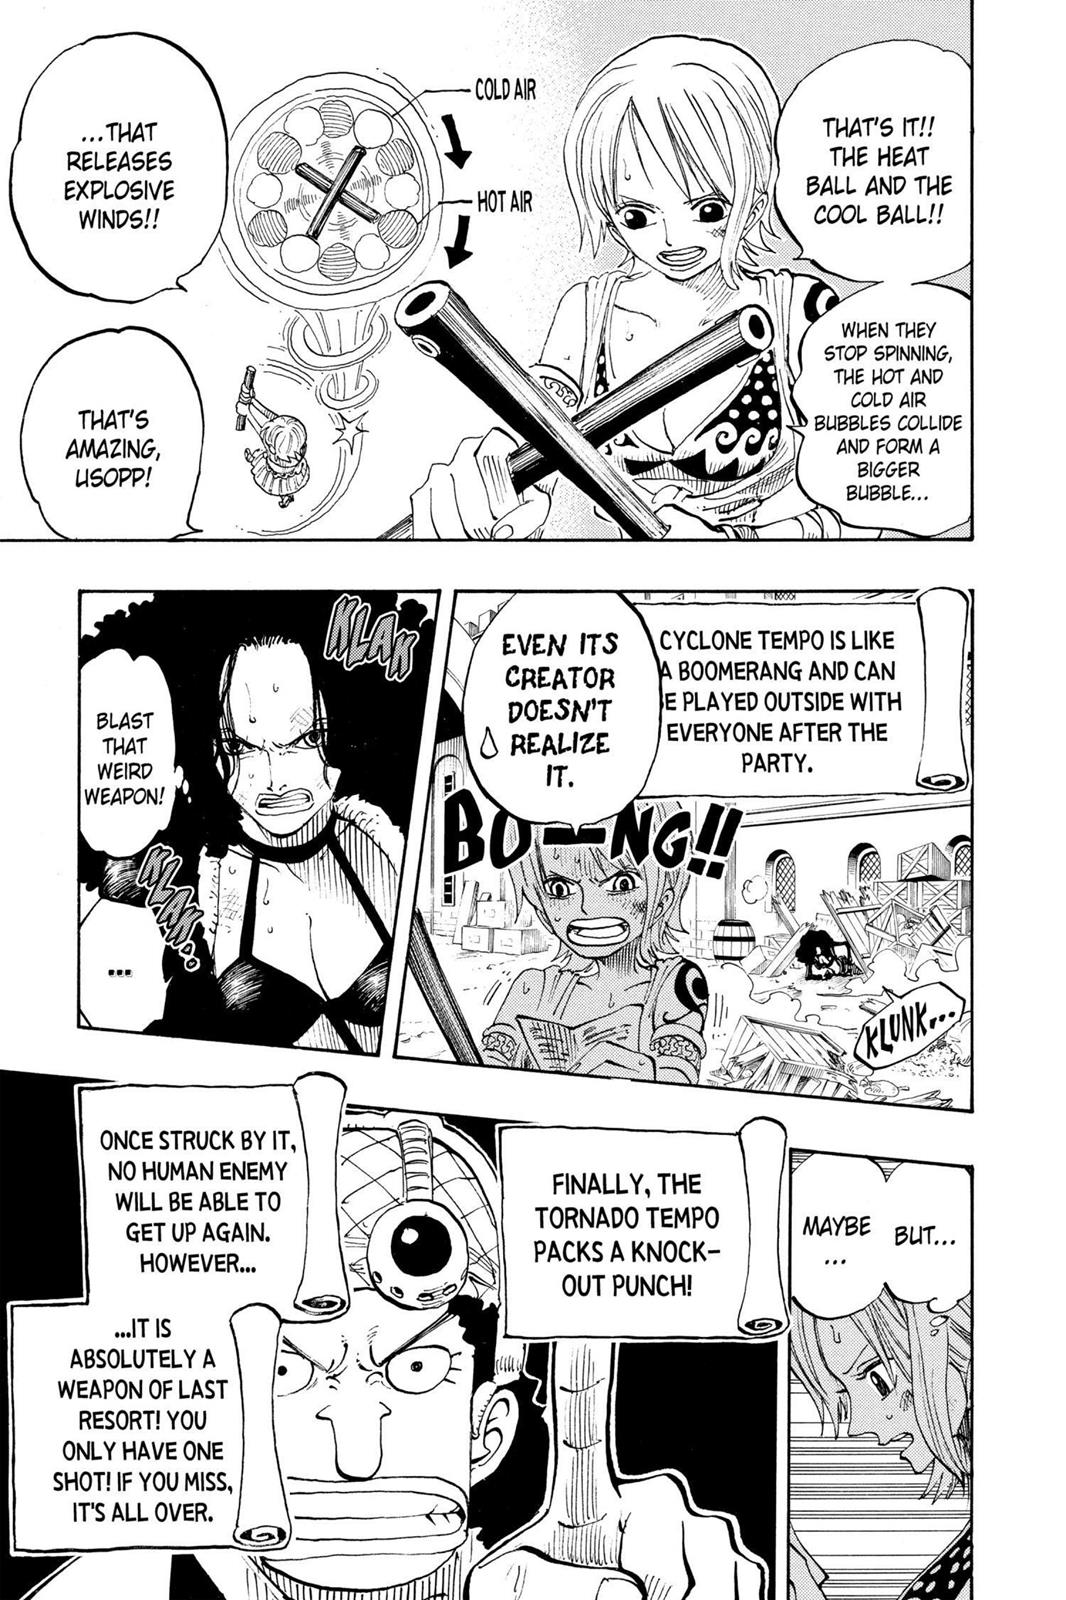 THAT'S IT!!
THE HEAT
BALL AND THE
COOL BALL!!
WHEN THEY
STOP SPINNING,
THE HOT AND
COLD AIR
BUBBLES COLLIDE
AND FORM A
BIGGER
BUBBLE...
COLD AIR
HOT AIR
...THAT
RELEASES
EXPLOSIVE
WINDS!!
THAT'S
AMAZING,
USOPP!
CYCLONE TEMPO IS LIKE
A BOOMERANG AND CAN
BE PLAYED OUTSIDE WITH
EVERYONE AFTER THE
PARTY.
EVEN ITS
CREATOR
DOESN'T
REALIZE
IT.
BO—NG!!
KLUNK...
KLAK
BLAST
THAT
WEIRD
WEAPON!
KLAK
KLAK.
...
BUT...
MAYBE
...
FINALLY, THE
TORNADO TEMPO
PACKS A KNOCK-
OUT PUNCH!
ONCE STRUCK BY IT,
NO HUMAN ENEMY
WILL BE ABLE TO
GET UP AGAIN.
HOWEVER...
...IT IS
ABSOLUTELY A
WEAPON OF LAST
RESORT! YOU
ONLY HAVE ONE
SHOT! IF YOU MISS,
IT'S ALL OVER.